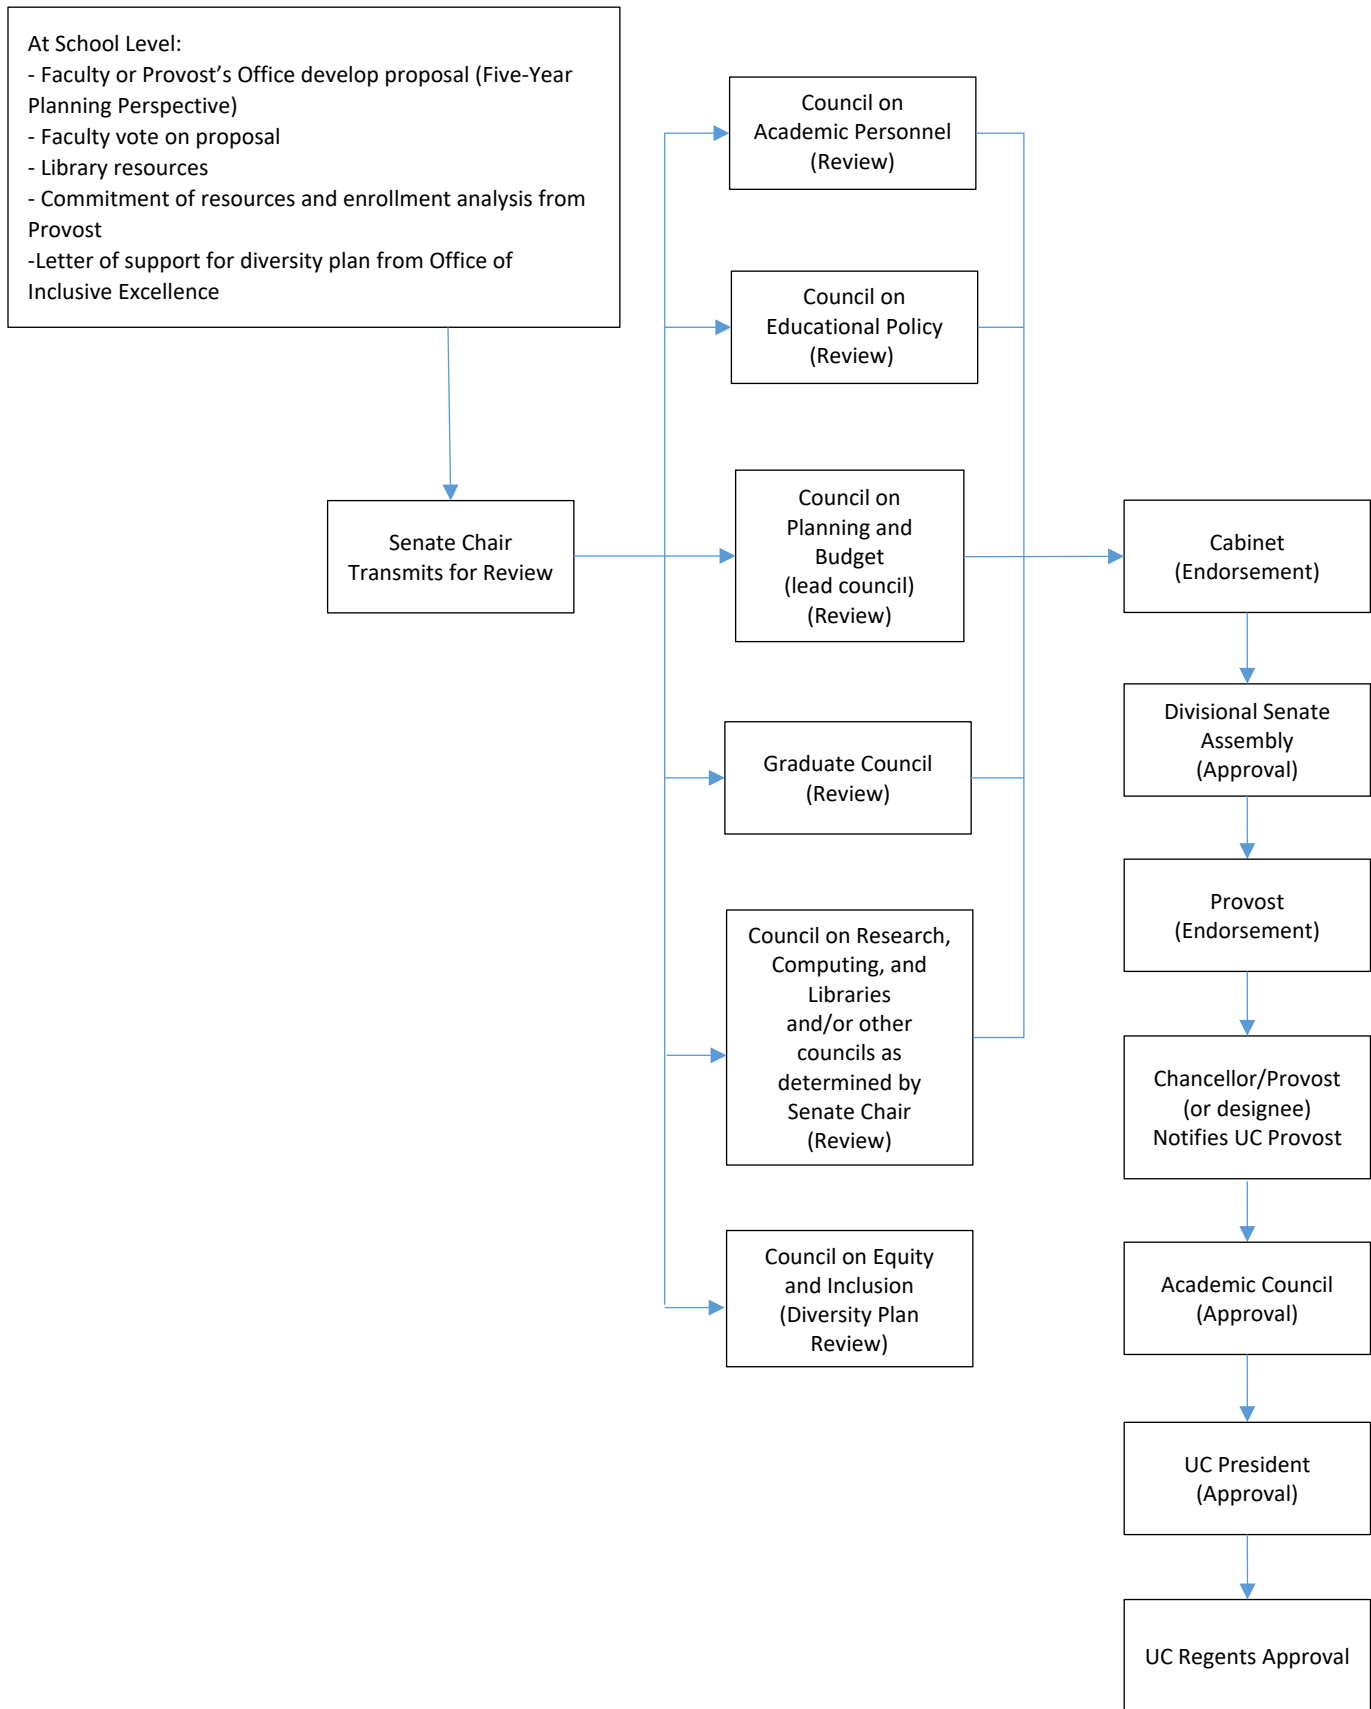 At School Level:
- Faculty or Provost’s Office develop proposal (Five-Year
Planning Perspective)
- Faculty vote on proposal
- Library resources
- Commitment of resources and enrollment analysis from
Provost
-Letter of support for diversity plan from Office of
Inclusive Excellence
Senate Chair
Transmits for Review
Council on
Academic Personnel
(Review)
Council on
Educational Policy
(Review)
Council on
Planning and
Budget
(lead council)
(Review)
Graduate Council
(Review)
Council on Research,
Computing, and
Libraries
and/or other
councils as
determined by
Senate Chair
(Review)
Council on Equity
and Inclusion
(Diversity Plan
Review)
Cabinet
(Endorsement)
Divisional Senate
Assembly
(Approval)
Provost
(Endorsement)
Chancellor/Provost
(or designee)
Notifies UC Provost
Academic Council
(Approval)
UC President
(Approval)
UC Regents Approval